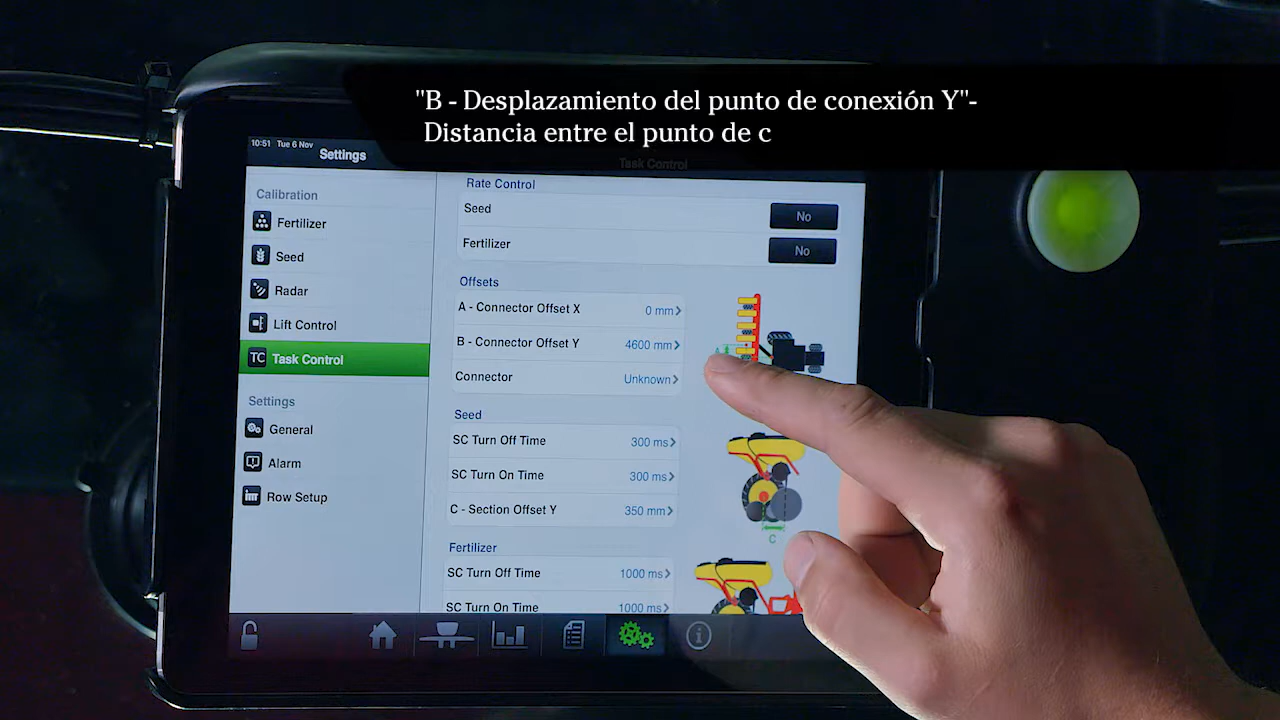 "B - Desplazamiento del punto de conexión Y"-
Distancia entre el punto de c
10:51 Tue 6 Nov
Settings
Task Control
Calibration
Fertilizer
Seed
Radar
Lift Control
TC Task Control
Settings
General
Alarm
Row Setup
Rate Control
Seed No
Fertilizer No
Offsets
A - Connector Offset X 0 mm
B - Connector Offset Y 4600 mm
Connector Unknown
Seed
SC Turn Off Time 300 ms
SC Turn On Time 300 ms
C - Section Offset Y 350 mm
C
Fertilizer
SC Turn Off Time 1000 ms
SC Turn On Time 1000 ms